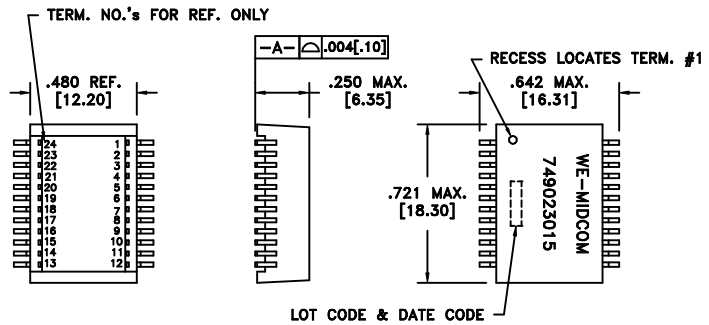 TERM. NO.'s FOR REF. ONLY
-A- ⌓ .004[.10]
RECESS LOCATES TERM. #1
.480 REF.
[12.20]
.250 MAX.
[6.35]
.642 MAX.
[16.31]
24 1
23 2
22 3
21 4
20 5
19 6
18 7
17 8
16 9
15 10
14 11
13 12
.721 MAX.
[18.30]
WE-MIDCOM
749023015
LOT CODE & DATE CODE